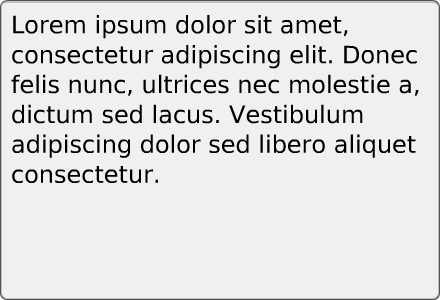 Lorem ipsum dolor sit amet,
consectetur adipiscing elit. Donec
felis nunc, ultrices nec molestie a,
dictum sed lacus. Vestibulum
adipiscing dolor sed libero aliquet
consectetur.